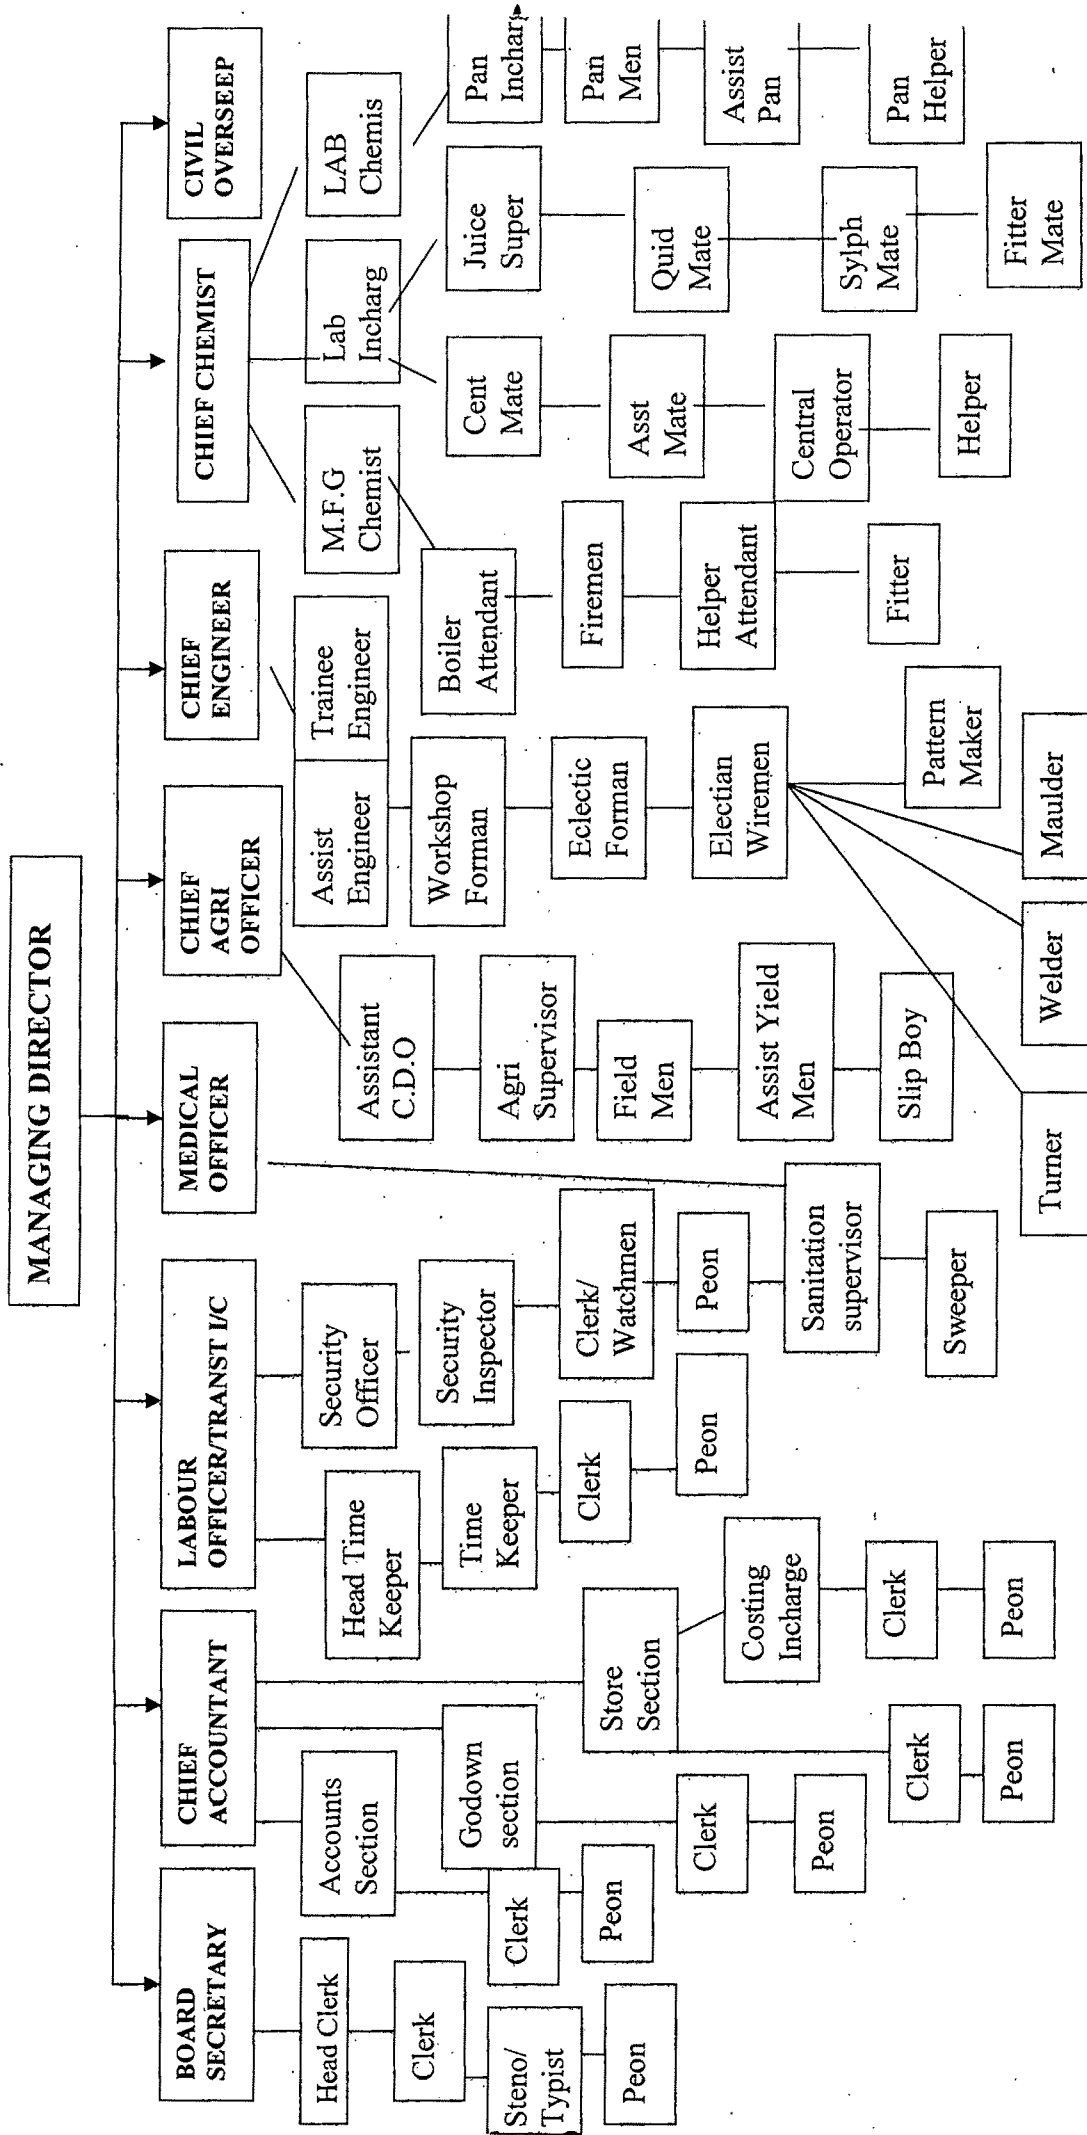 MANAGING DIRECTOR
BOARD
SECRETARY
CHIEF
ACCOUNTANT
LABOUR
OFFICER/TRANST I/C
MEDICAL
OFFICER
CHIEF
AGRI
OFFICER
CHIEF
ENGINEER
CHIEF CHEMIST
CIVIL
OVERSEEP
Head Clerk
Clerk
Steno/
Typist
Peon
Accounts
Section
Clerk
Peon
Godown
section
Clerk
Peon
Store
Section
Clerk
Peon
Costing
Incharge
Clerk
Peon
Head Time
Keeper
Time
Keeper
Clerk
Peon
Security
Officer
Security
Inspector
Clerk/
Watchmen
Peon
Sanitation
supervisor
Sweeper
Assistant
C.D.O
Agri
Supervisor
Field
Men
Assist Yield
Men
Slip Boy
Assist
Engineer
Trainee
Engineer
Workshop
Forman
Eclectic
Forman
Electian
Wiremen
Turner
Welder
Maulder
Pattern
Maker
M.F.G
Chemist
Boiler
Attendant
Firemen
Helper
Attendant
Fitter
Lab
Incharg
Cent
Mate
Asst
Mate
Central
Operator
Helper
Juice
Super
Quid
Mate
Sylph
Mate
Fitter
Mate
LAB
Chemis
Pan
Incharg
Pan
Men
Assist
Pan
Pan
Helper